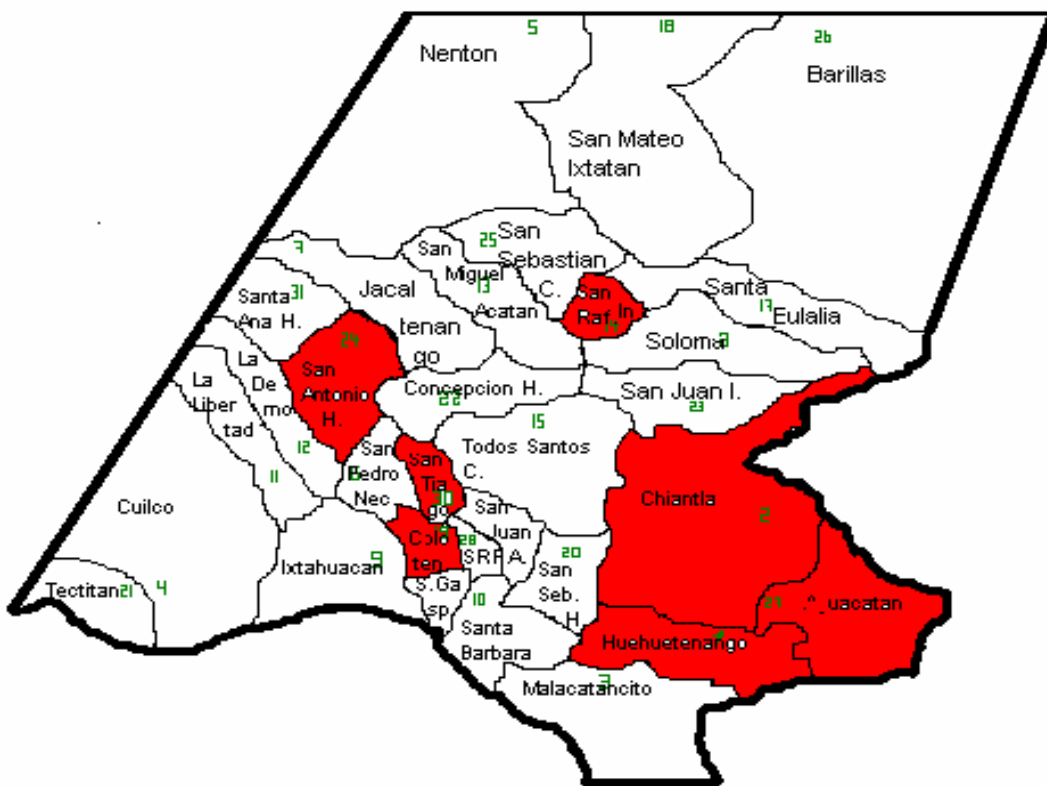 5
18
26
Nenton
Barillas
San Mateo
Ixtatan
7
25
San
Sebastian
C.
San
Miguel
13
Acatan
31
Santa
Ana H.
Jacal
tenan
go
San
Raf.
In
Santa
17
Eulalia
Soloma
24
San
Antonio
H.
La
De
mo
12
La
Liber
tad
11
Concepcion H.
22
San Juan I.
23
15
Todos Santos
C.
San
Pedro
Nec
San
Tia
go
30
Chiantla
2
Cuilco
San
Juan
A.
Colo
ten
28
SRF
20
San
Seb.
H
Ixtahuacan
9
Tectitan
21
4
S. Ga
sp
10
Santa
Barbara
27
Huehuetenango
3
Malacatancito